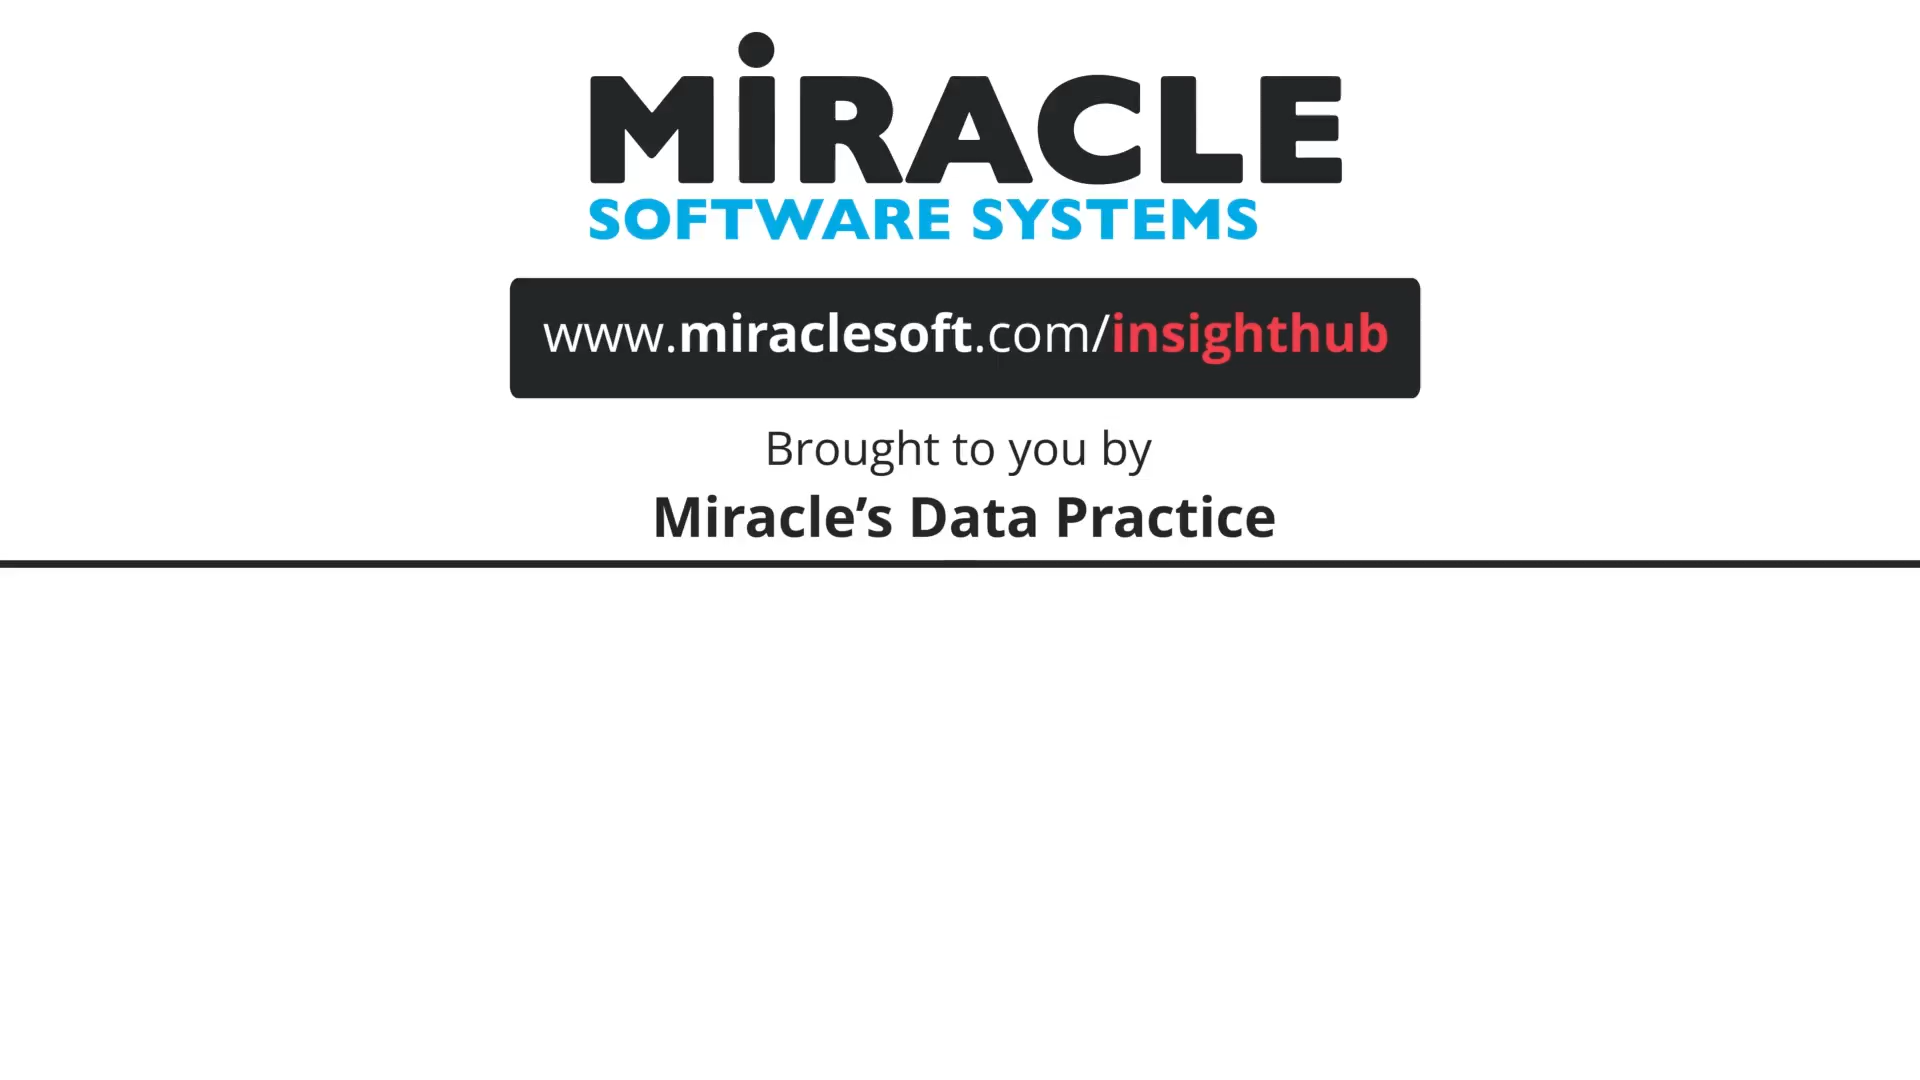 MiRACLE
SOFTWARE SYSTEMS
www.miraclesoft.com/insighthub
Brought to you by
Miracle’s Data Practice